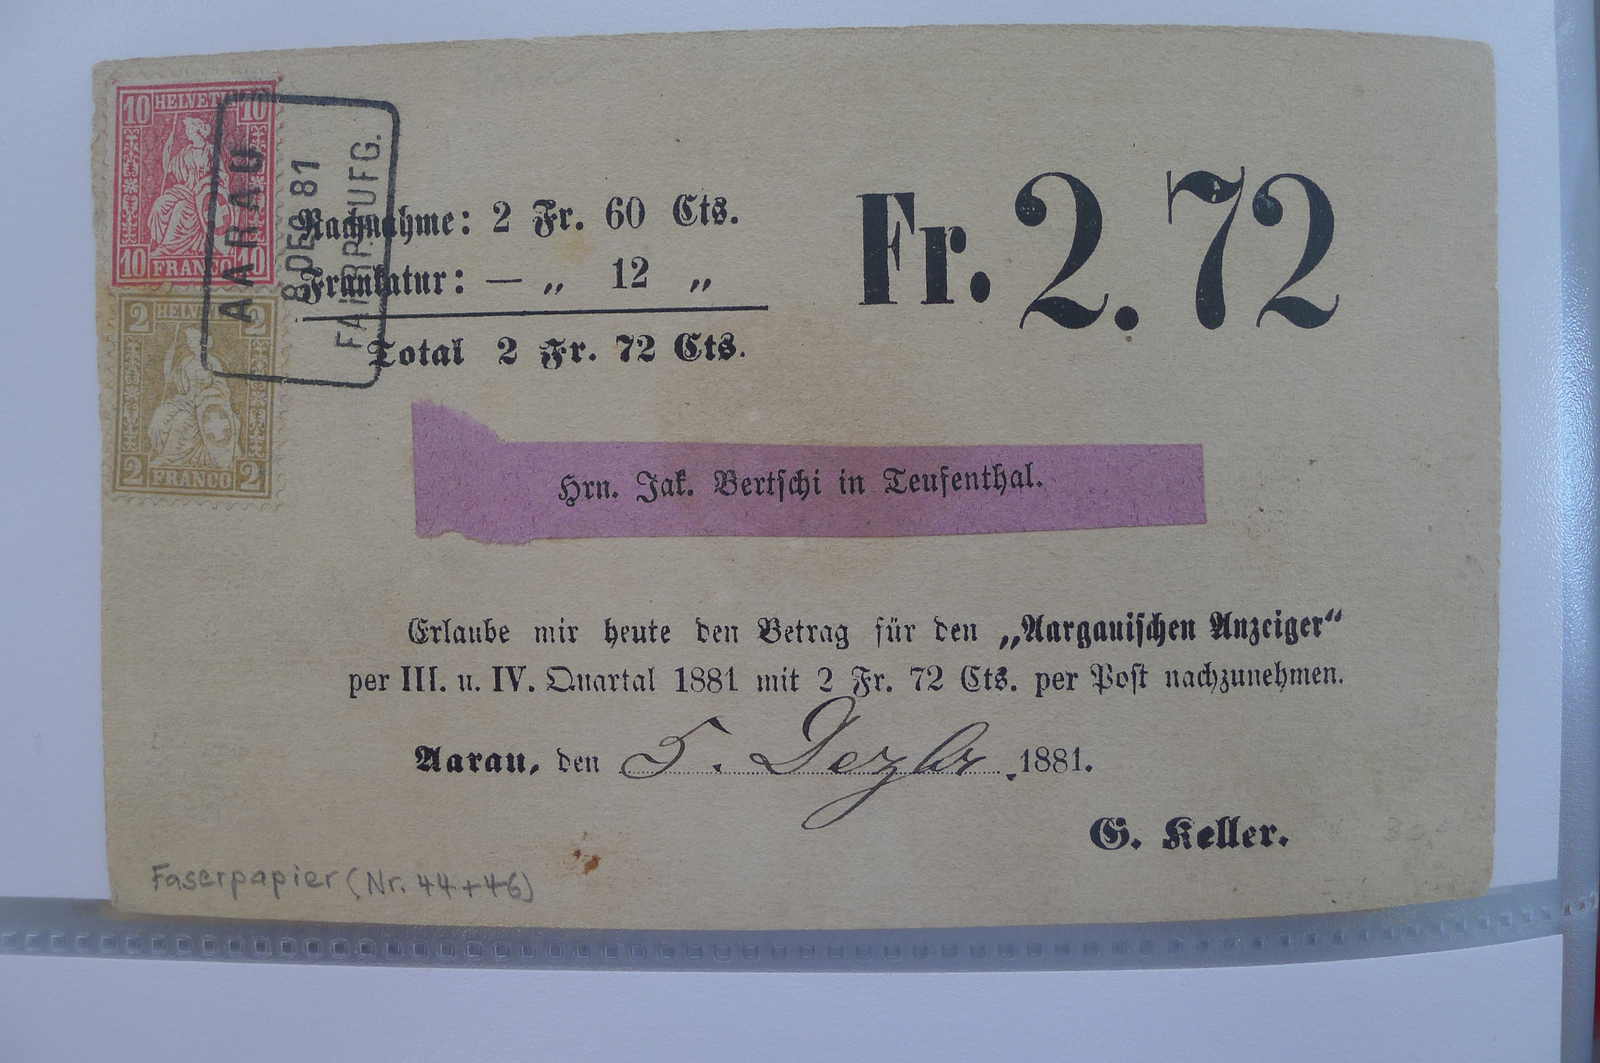 10 HELVETIA 10
10 FRANCO 10
2 HELVETIA 2
2 FRANCO 2
AARAU
8 DEC 81
FAHRP. AUFG.
Nachnahme: 2 Fr. 60 Cts.
Frankatur: — „ 12 „
Total 2 Fr. 72 Cts.
Fr. 2.72
Hrn. Jak. Bertschi in Teufenthal.
Erlaube mir heute den Betrag für den „Aargauischen Anzeiger“
per III. u. IV. Quartal 1881 mit 2 Fr. 72 Cts. per Post nachzunehmen.
Aarau, den 5. Dezbr. 1881.
G. Keller.
Faserpapier (Nr. 44+46)